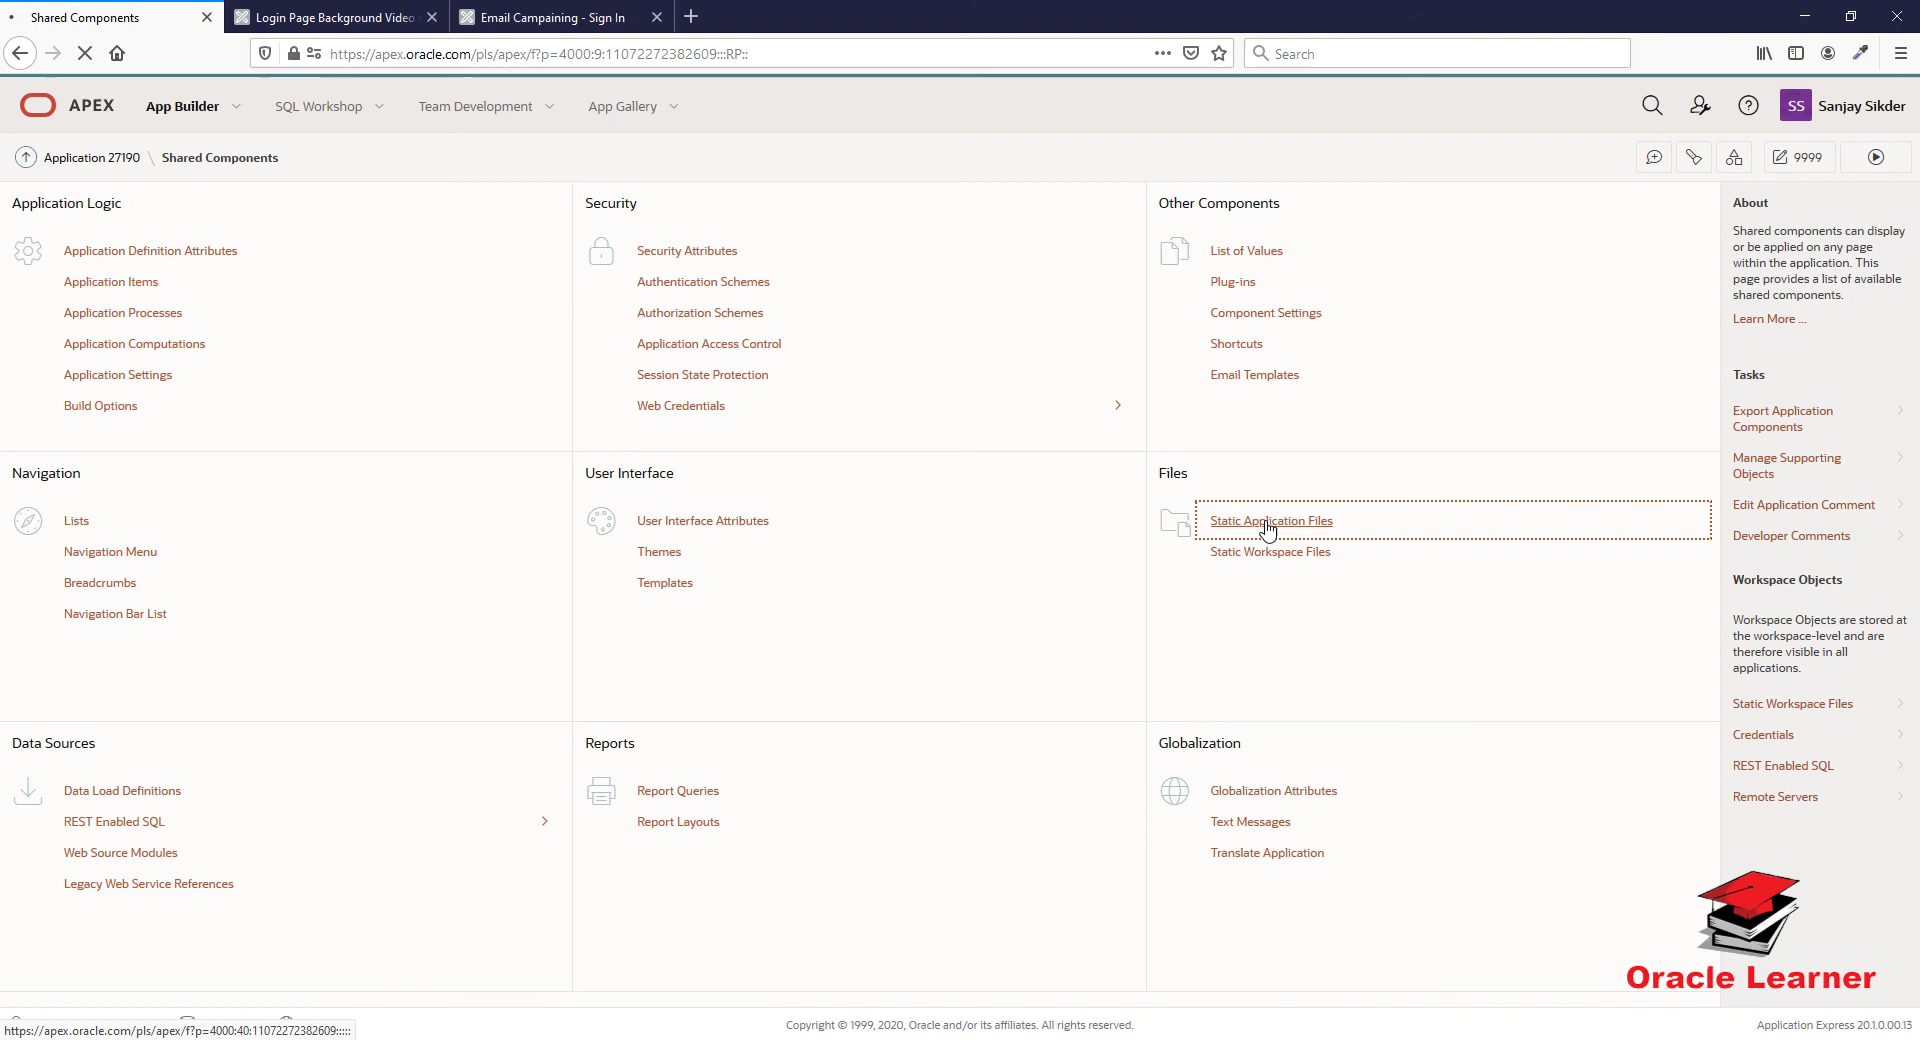 Shared Components
Login Page Background Video
Email Campaining - Sign In
https://apex.oracle.com/pls/apex/f?p=4000:9:11072272382609:::RP::
Search
APEX
App Builder
SQL Workshop
Team Development
App Gallery
SS
Sanjay Sikder
Application 27190 \ Shared Components
9999
Application Logic
Application Definition Attributes
Application Items
Application Processes
Application Computations
Application Settings
Build Options
Security
Security Attributes
Authentication Schemes
Authorization Schemes
Application Access Control
Session State Protection
Web Credentials
Other Components
List of Values
Plug-ins
Component Settings
Shortcuts
Email Templates
About
Shared components can display
or be applied on any page
within the application. This
page provides a list of available
shared components.
Learn More ...
Tasks
Export Application
Components
Manage Supporting
Objects
Edit Application Comment
Developer Comments
Workspace Objects
Workspace Objects are stored at
the workspace-level and are
therefore visible in all
applications.
Static Workspace Files
Credentials
REST Enabled SQL
Remote Servers
Navigation
Lists
Navigation Menu
Breadcrumbs
Navigation Bar List
User Interface
User Interface Attributes
Themes
Templates
Files
Static Application Files
Static Workspace Files
Data Sources
Data Load Definitions
REST Enabled SQL
Web Source Modules
Legacy Web Service References
Reports
Report Queries
Report Layouts
Globalization
Globalization Attributes
Text Messages
Translate Application
Oracle Learner
https://apex.oracle.com/pls/apex/f?p=4000:40:11072272382609:::::
Copyright © 1999, 2020, Oracle and/or its affiliates. All rights reserved.
Application Express 20.1.0.00.13